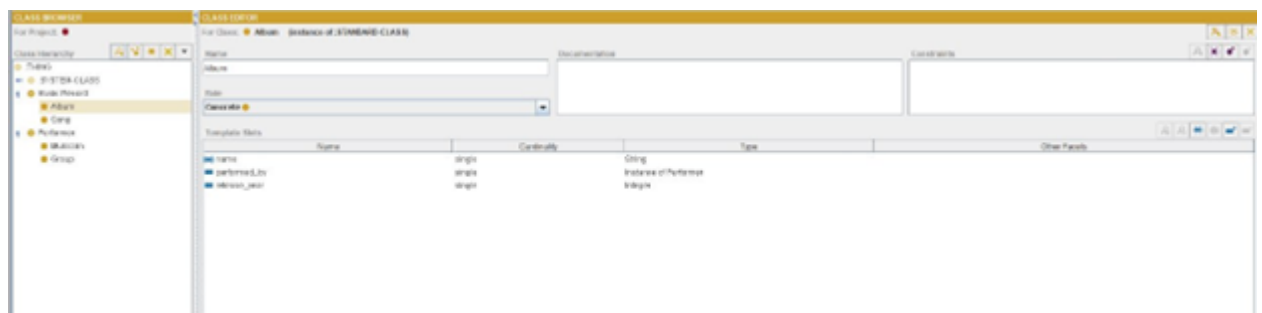 CLASS BROWSER
CLASS EDITOR
For Project:
For Class: Album (instance of :STANDARD-CLASS)
Class Hierarchy
Name
Documentation
Constraints
:THING
Album
:SYSTEM-CLASS
Role
Album
Concrete
Song
Performer
Template Slots
Musician
Name Cardinality Type Other Facets
Group
name single String
performed_by single Instance of Performer
release_year single Integer